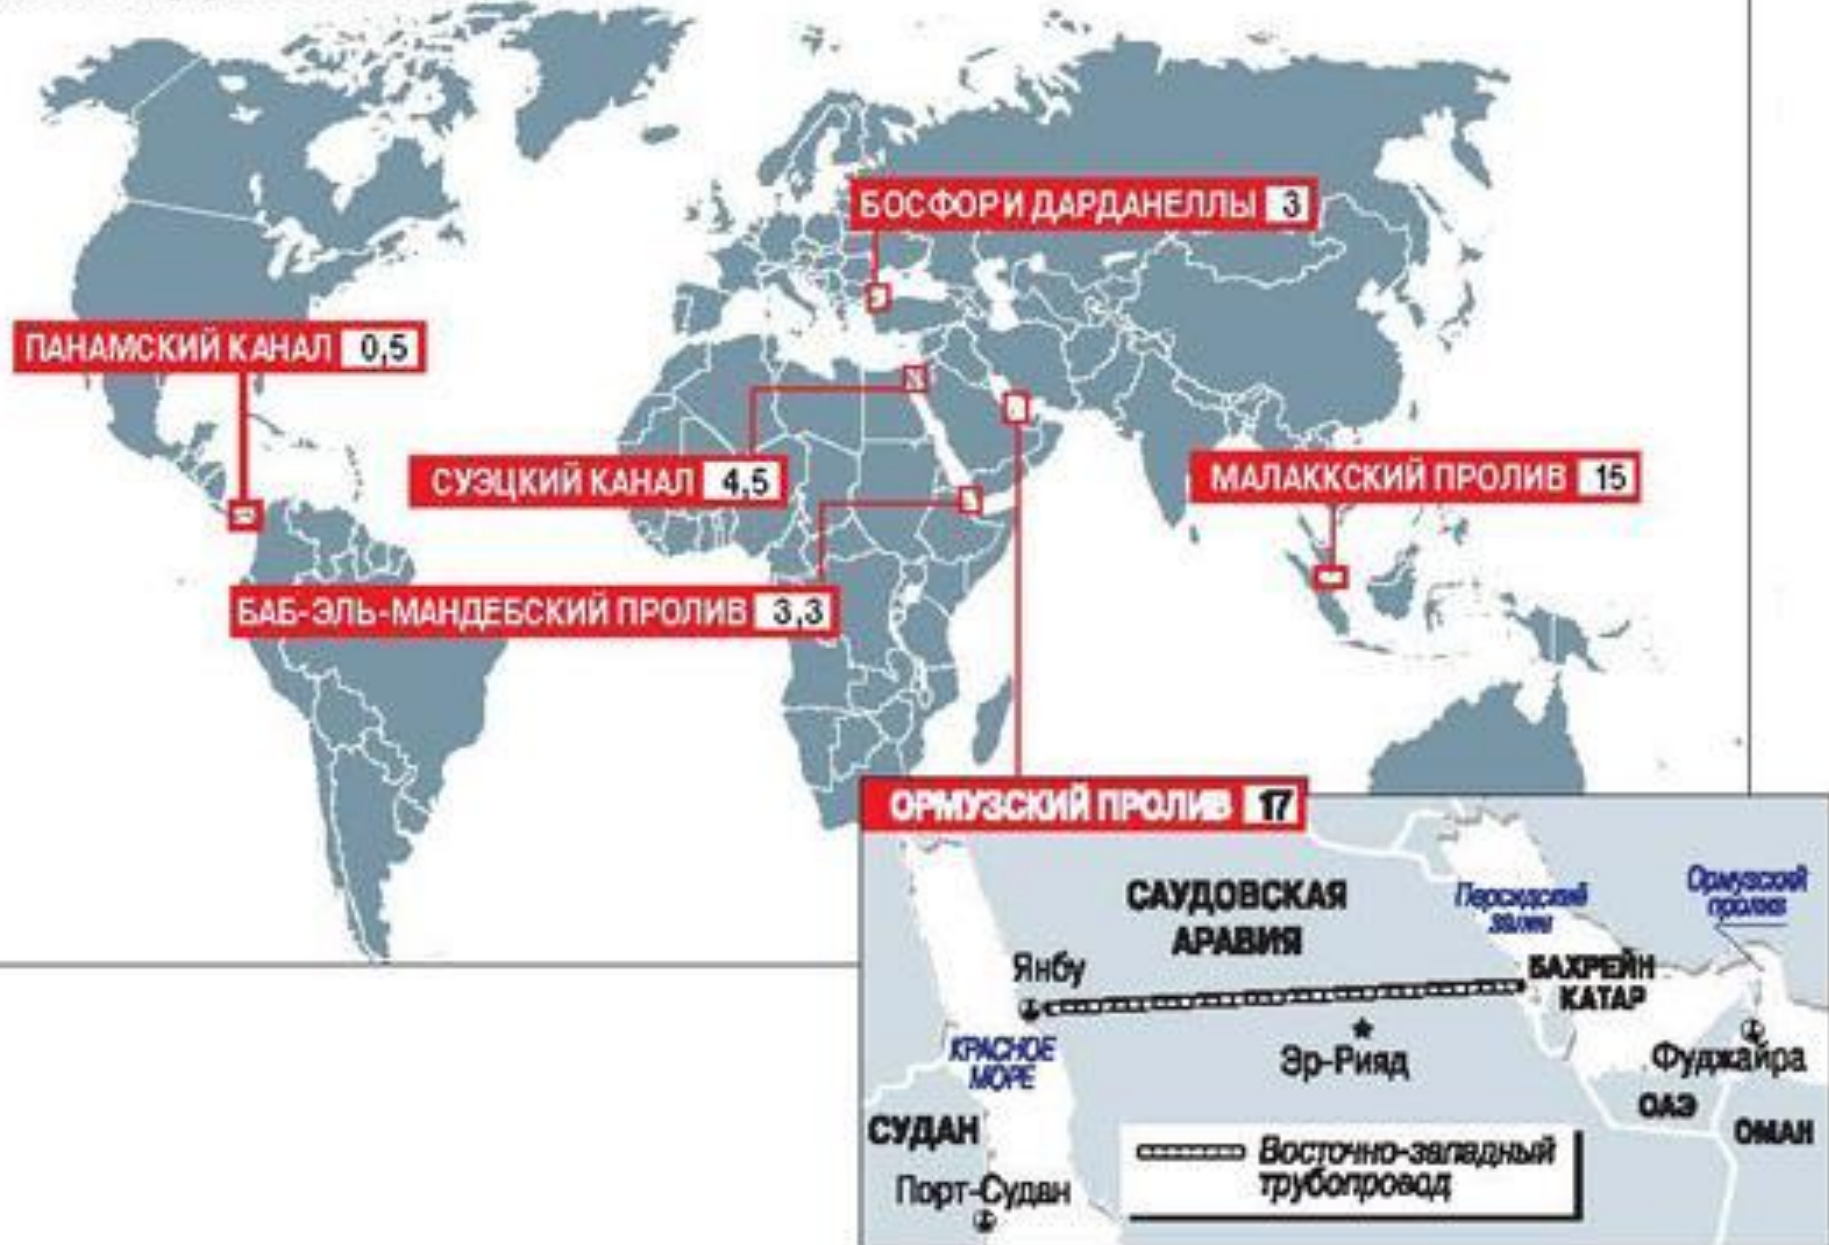 БОСФОР И ДАРДАНЕЛЛЫ 3
ПАНАМСКИЙ КАНАЛ 0,5
СУЭЦКИЙ КАНАЛ 4,5
МАЛАККСКИЙ ПРОЛИВ 15
БАБ-ЭЛЬ-МАНДЕБСКИЙ ПРОЛИВ 3,3
ОРМУЗСКИЙ ПРОЛИВ 17
САУДОВСКАЯ
АРАВИЯ
Персидский
залив
Ормузский
пролив
Янбу
БАХРЕЙН
КАТАР
КРАСНОЕ
МОРЕ
Эр-Рияд
Фуджайра
ОАЭ
ОМАН
СУДАН
Порт-Судан
Восточно-западный
трубопровод